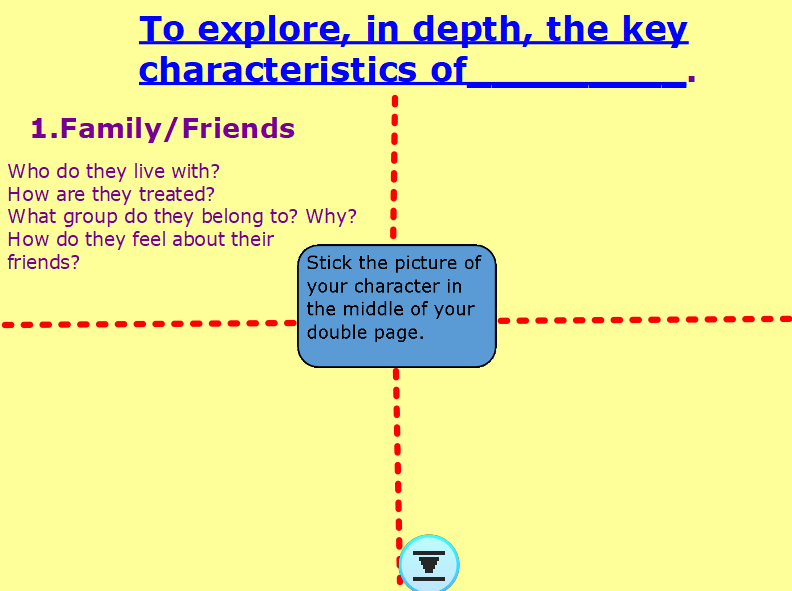 To explore, in depth, the key
characteristics of__________.
1.Family/Friends
Who do they live with?
How are they treated?
What group do they belong to? Why?
How do they feel about their
friends?
Stick the picture of
your character in
the middle of your
double page.